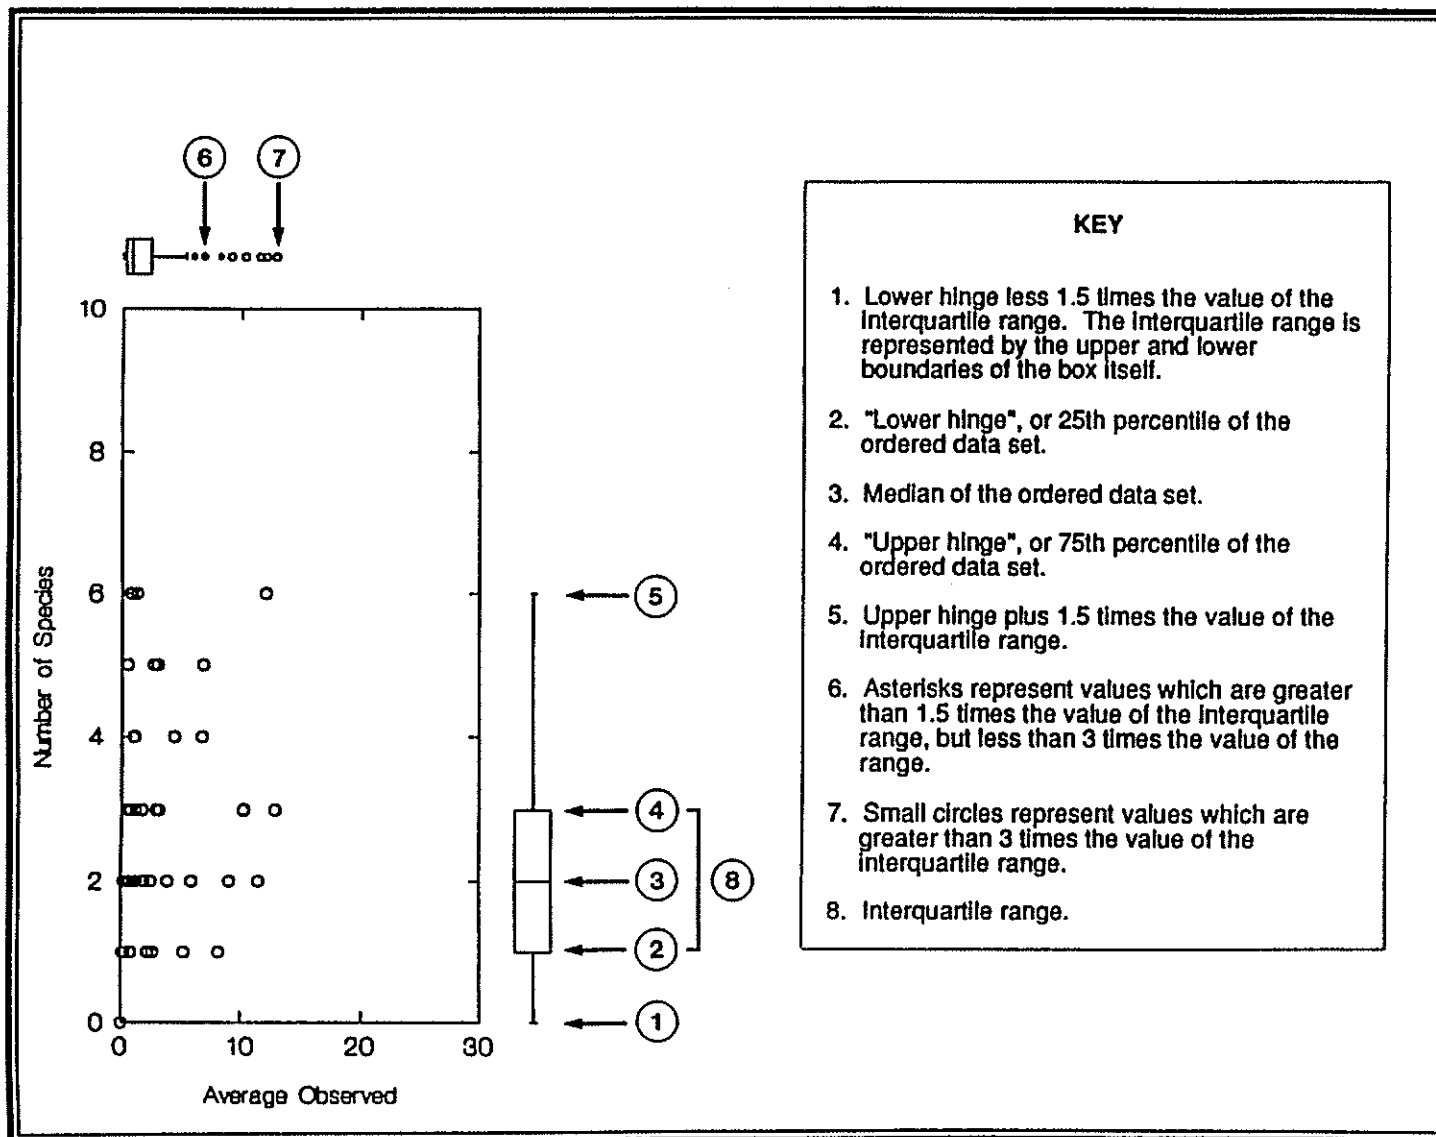 6 7
10
8
6
4
2
0
Number of Species
0 10 20 30
Average Observed
5
4
3
8
2
1
KEY
1. Lower hinge less 1.5 times the value of the
interquartile range. The interquartile range is
represented by the upper and lower
boundaries of the box itself.
2. "Lower hinge", or 25th percentile of the
ordered data set.
3. Median of the ordered data set.
4. "Upper hinge", or 75th percentile of the
ordered data set.
5. Upper hinge plus 1.5 times the value of the
interquartile range.
6. Asterisks represent values which are greater
than 1.5 times the value of the interquartile
range, but less than 3 times the value of the
range.
7. Small circles represent values which are
greater than 3 times the value of the
interquartile range.
8. Interquartile range.